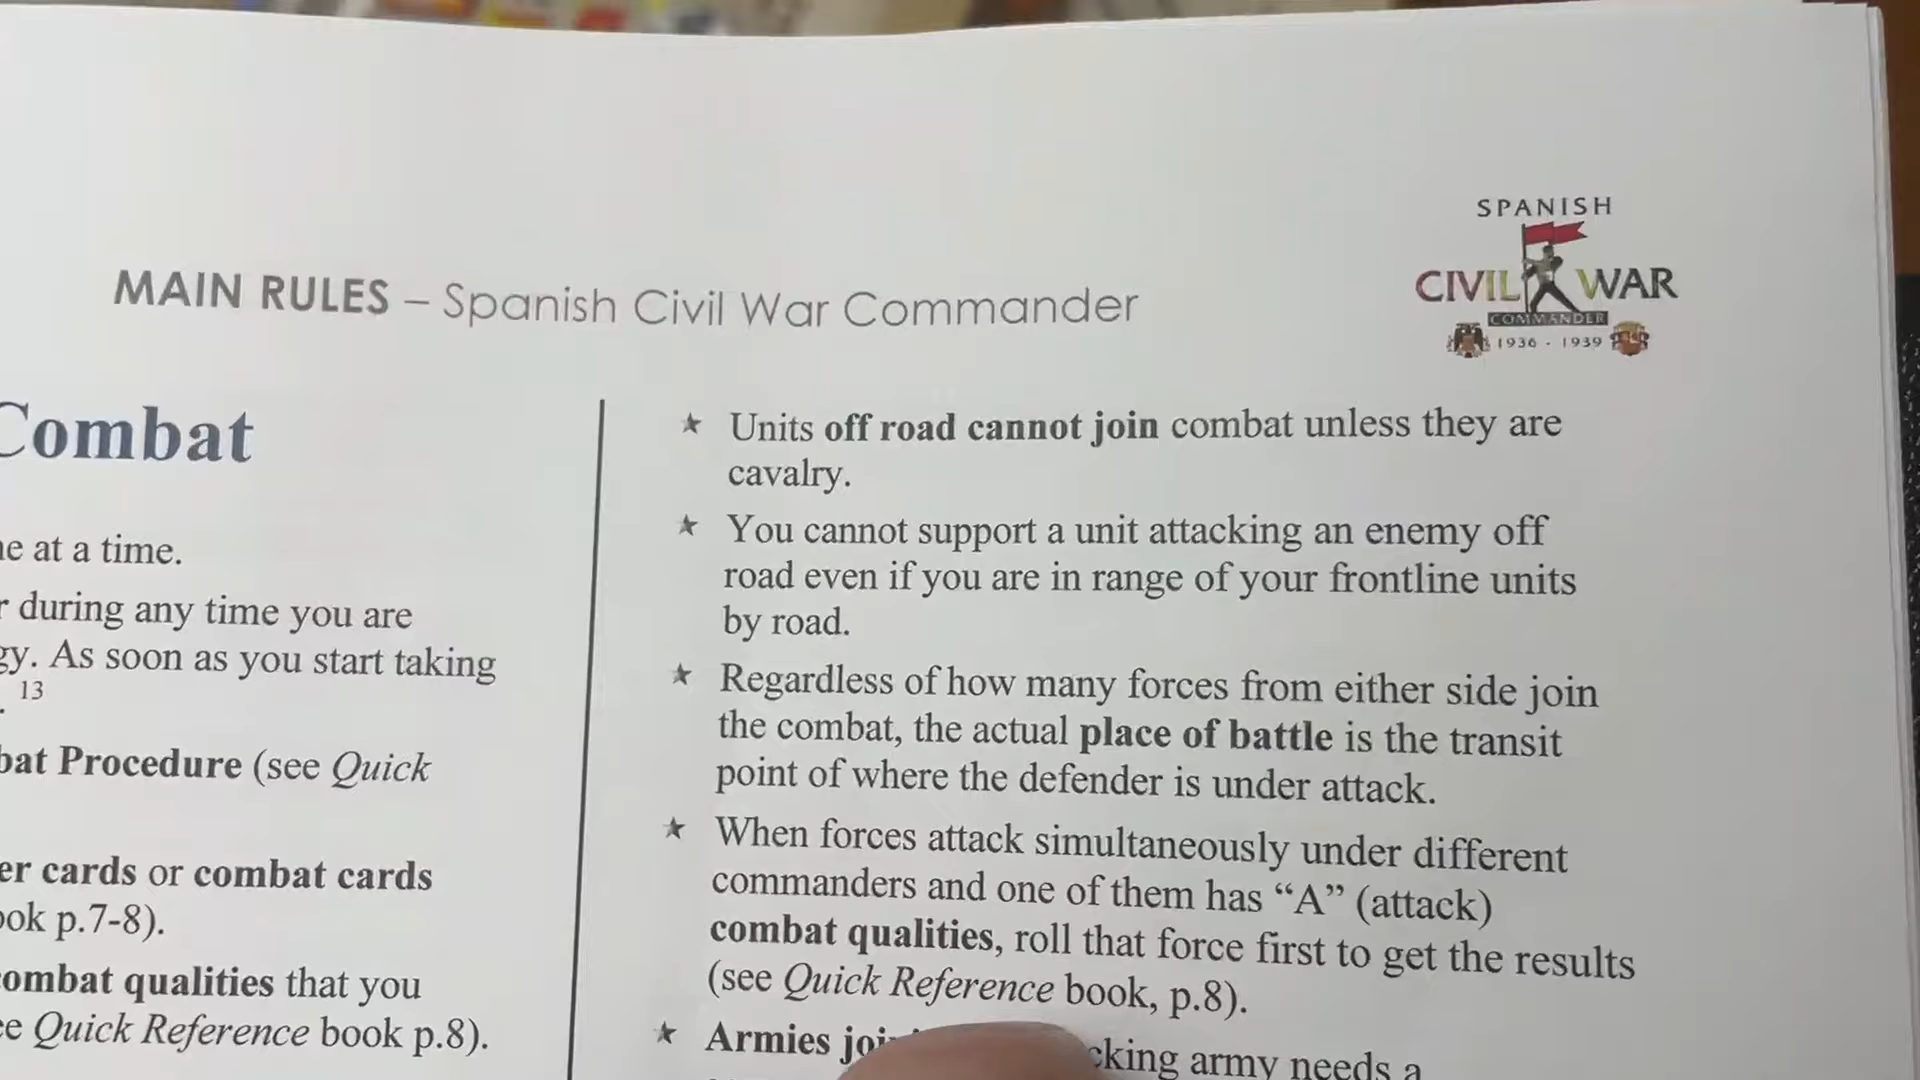 SPANISH
CIVIL WAR
COMMANDER
1936 - 1939
MAIN RULES – Spanish Civil War Commander
Combat
at a time.
during any time you are
As soon as you start taking
13
Procedure (see Quick
cards or combat cards
p.7-8).
combat qualities that you
Quick Reference book p.8).
★ Units off road cannot join combat unless they are
cavalry.
★ You cannot support a unit attacking an enemy off
road even if you are in range of your frontline units
by road.
★ Regardless of how many forces from either side join
the combat, the actual place of battle is the transit
point of where the defender is under attack.
★ When forces attack simultaneously under different
commanders and one of them has “A” (attack)
combat qualities, roll that force first to get the results
(see Quick Reference book, p.8).
★ Armies army needs a